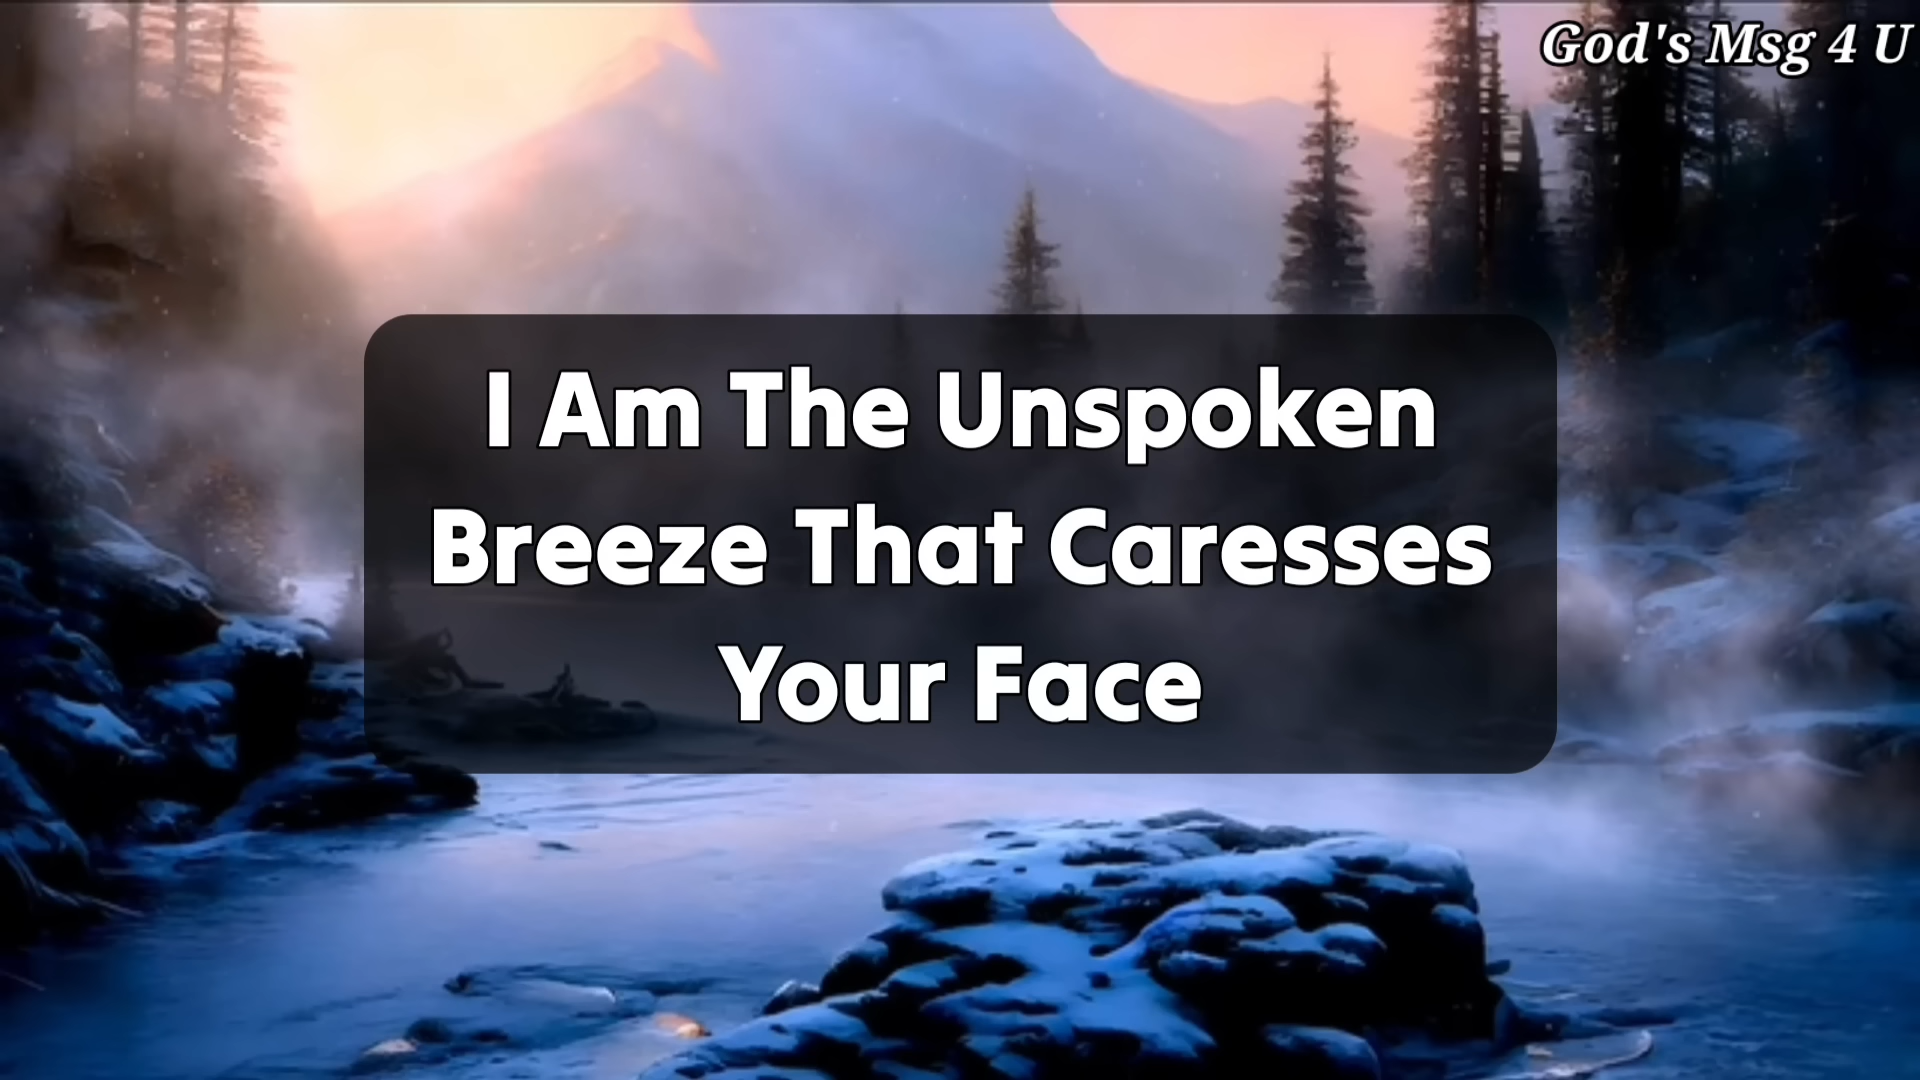 God's Msg 4 U
I Am The Unspoken
Breeze That Caresses
Your Face